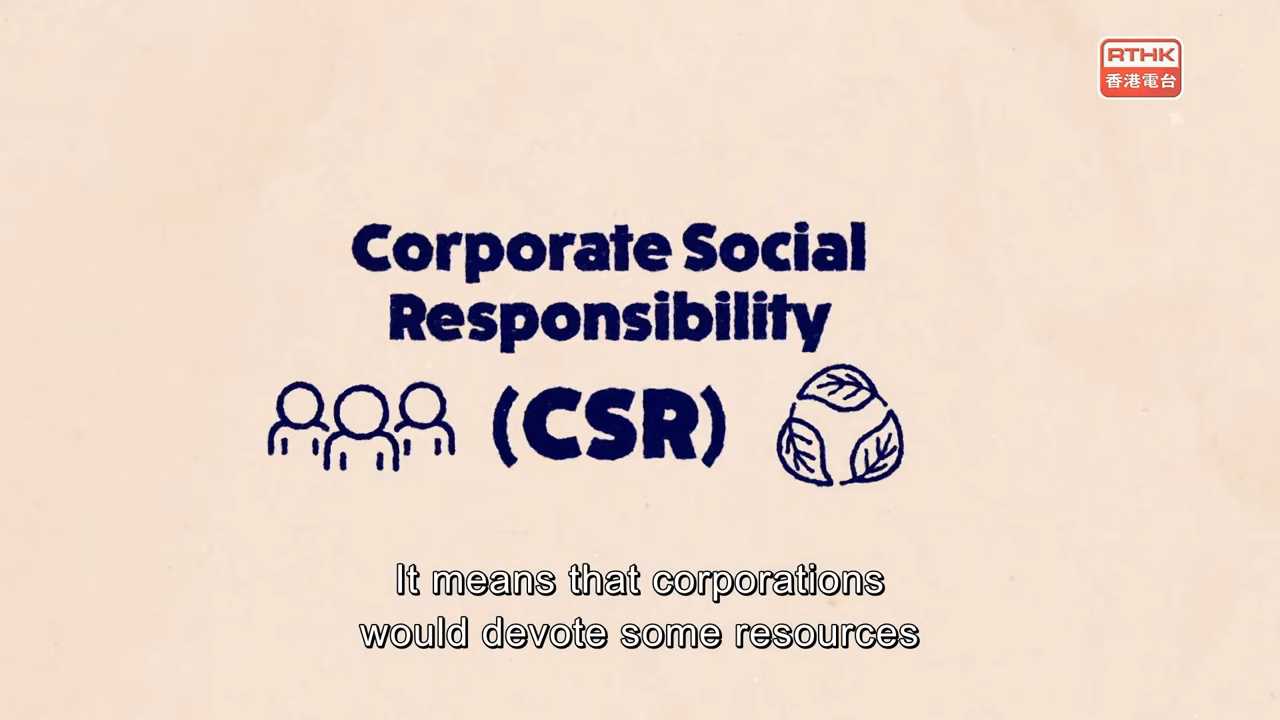 RTHK
香港電台
Corporate Social
Responsibility
(CSR)
It means that corporations
would devote some resources